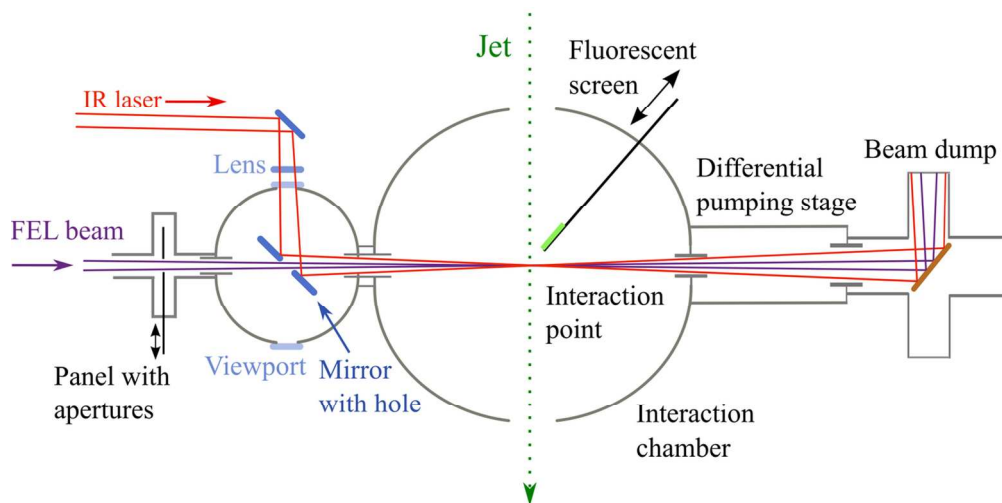 Jet
Fluorescent
screen
IR laser
Lens
Differential
pumping stage
Beam dump
FEL beam
Interaction
point
Viewport
Mirror
with hole
Panel with
apertures
Interaction
chamber